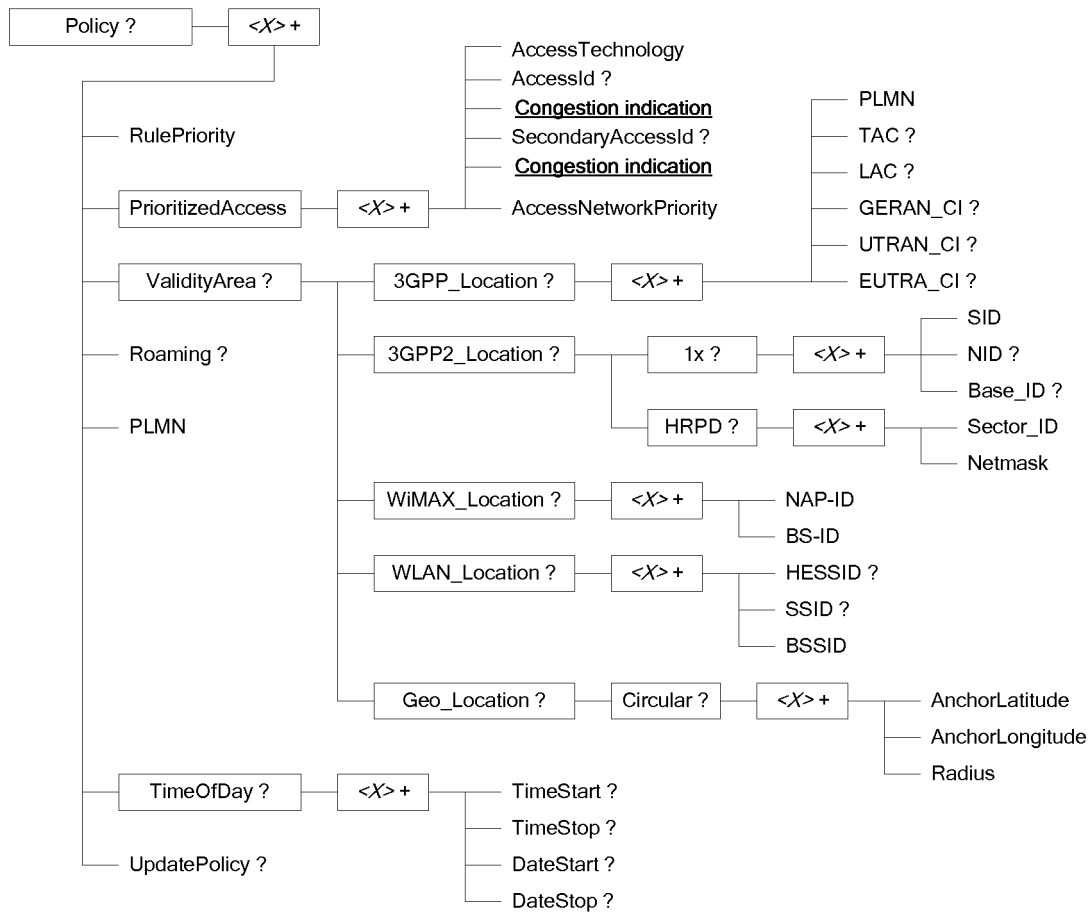 Policy ?
<X> +
AccessTechnology
AccessId ?
Congestion indication
SecondaryAccessId ?
Congestion indication
AccessNetworkPriority
RulePriority
PrioritizedAccess
<X> +
PLMN
TAC ?
LAC ?
GERAN_CI ?
UTRAN_CI ?
EUTRA_CI ?
ValidityArea ?
3GPP_Location ?
<X> +
Roaming ?
3GPP2_Location ?
1x ?
<X> +
SID
NID ?
Base_ID ?
PLMN
HRPD ?
<X> +
Sector_ID
Netmask
WiMAX_Location ?
<X> +
NAP-ID
BS-ID
WLAN_Location ?
<X> +
HESSID ?
SSID ?
BSSID
Geo_Location ?
Circular ?
<X> +
AnchorLatitude
AnchorLongitude
Radius
TimeOfDay ?
<X> +
TimeStart ?
TimeStop ?
DateStart ?
DateStop ?
UpdatePolicy ?